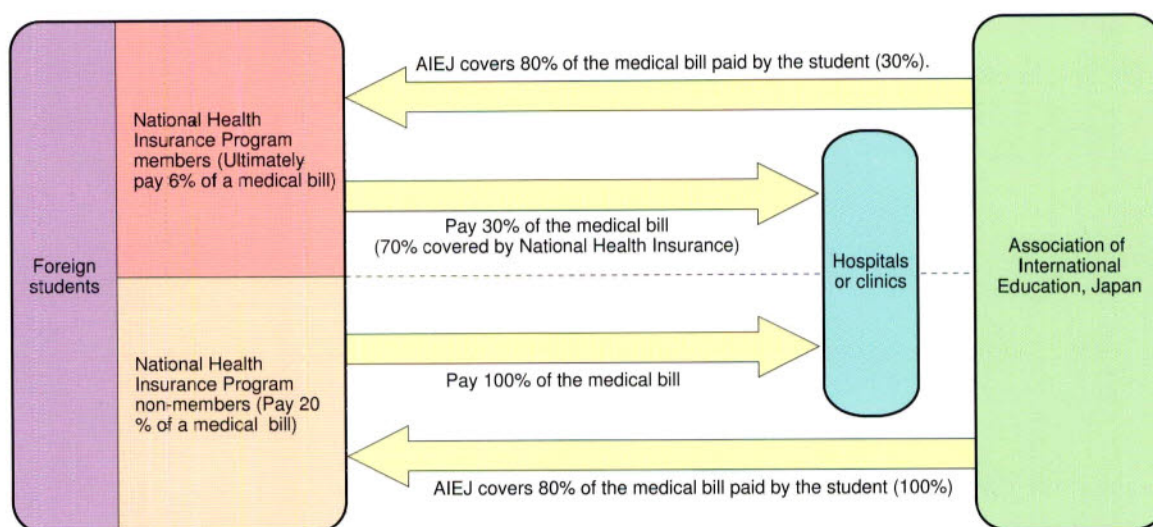 Foreign
students
National Health
Insurance Program
members (Ultimately
pay 6% of a medical bill)
National Health
Insurance Program
non-members (Pay 20
% of a medical bill)
AIEJ covers 80% of the medical bill paid by the student (30%).
Pay 30% of the medical bill
(70% covered by National Health Insurance)
Pay 100% of the medical bill
AIEJ covers 80% of the medical bill paid by the student (100%)
Hospitals
or clinics
Association of
International
Education, Japan